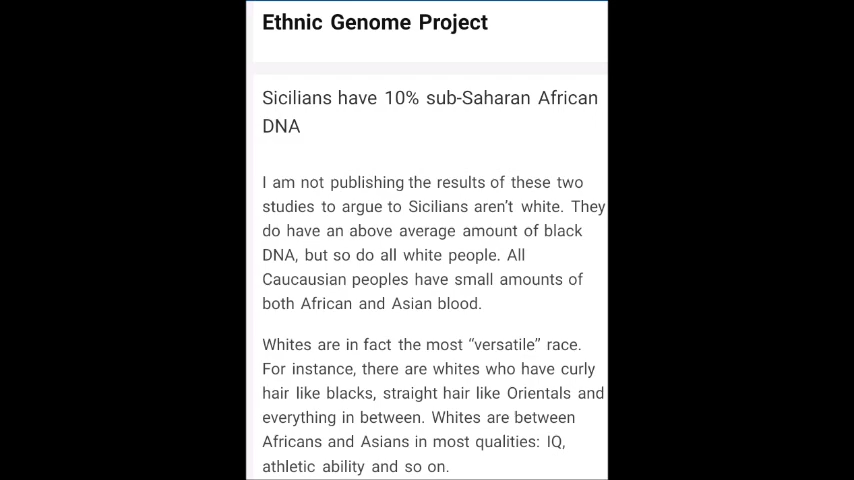 Ethnic Genome Project
Sicilians have 10% sub-Saharan African
DNA
I am not publishing the results of these two
studies to argue to Sicilians aren't white. They
do have an above average amount of black
DNA, but so do all white people. All
Caucausian peoples have small amounts of
both African and Asian blood.
Whites are in fact the most “versatile” race.
For instance, there are whites who have curly
hair like blacks, straight hair like Orientals and
everything in between. Whites are between
Africans and Asians in most qualities: IQ,
athletic ability and so on.